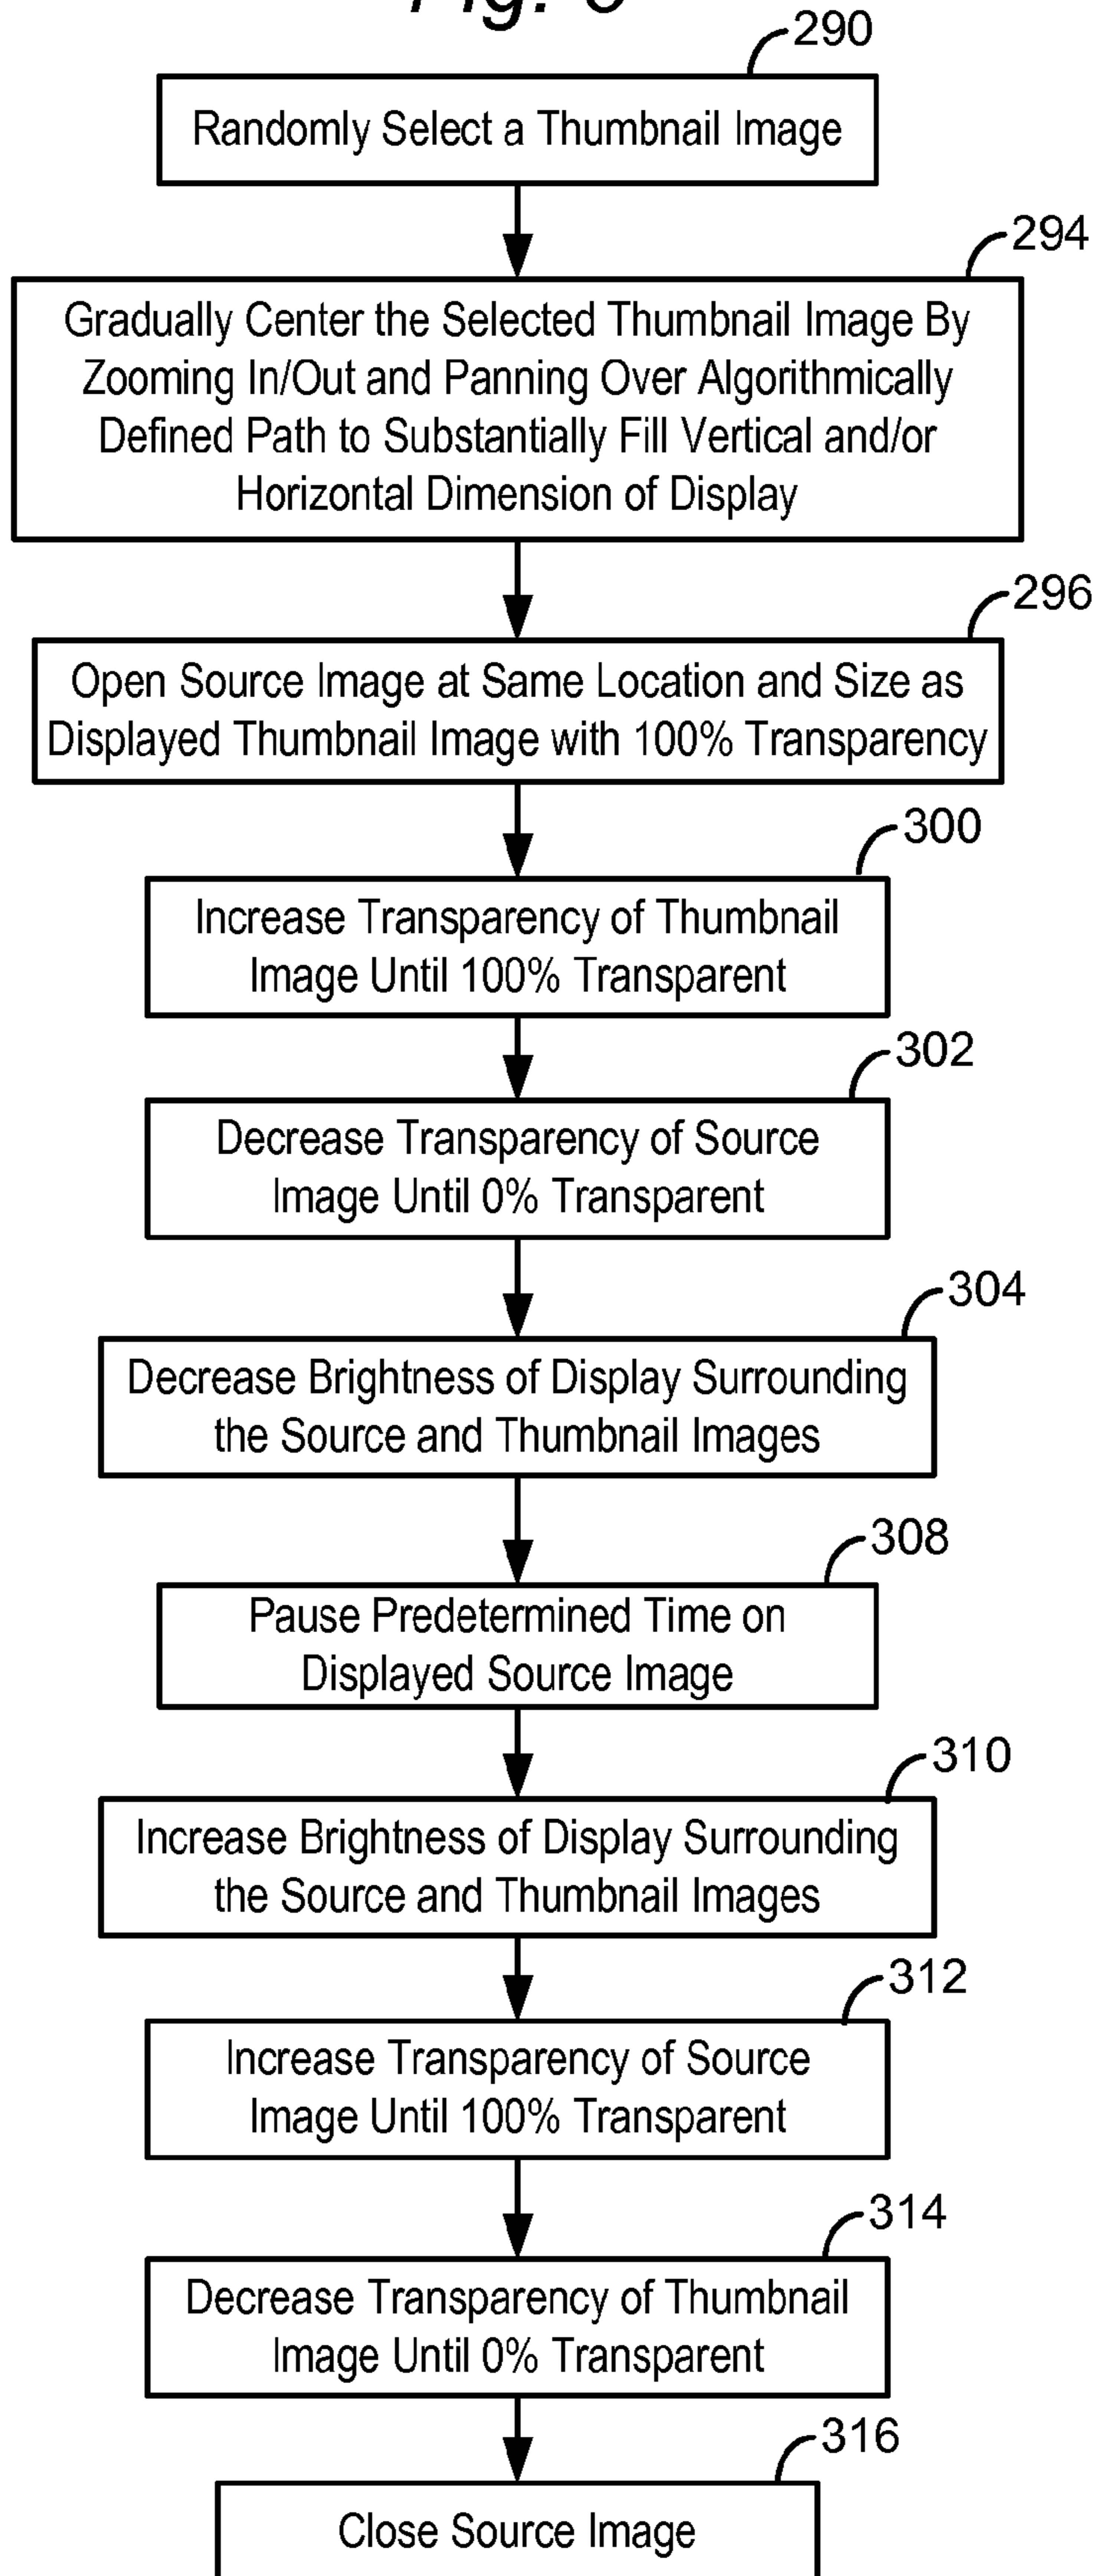 290
Randomly Select a Thumbnail Image
294
Gradually Center the Selected Thumbnail Image By
Zooming In/Out and Panning Over Algorithmically
Defined Path to Substantially Fill Vertical and/or
Horizontal Dimension of Display
296
Open Source Image at Same Location and Size as
Displayed Thumbnail Image with 100% Transparency
300
Increase Transparency of Thumbnail
Image Until 100% Transparent
302
Decrease Transparency of Source
Image Until 0% Transparent
304
Decrease Brightness of Display Surrounding
the Source and Thumbnail Images
308
Pause Predetermined Time on
Displayed Source Image
310
Increase Brightness of Display Surrounding
the Source and Thumbnail Images
312
Increase Transparency of Source
Image Until 100% Transparent
314
Decrease Transparency of Thumbnail
Image Until 0% Transparent
316
Close Source Image